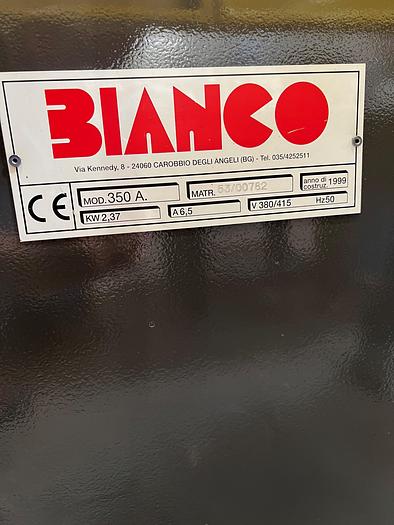 BIANCO
Via Kennedy, 8 - 24060 CAROBBIO DEGLI ANGELI (BG) - Tel. 035/4252511
CE MOD. 350 A. MATR. 53/00782 anno di costruz. 1999
KW 2,37 A 6,5 V 380/415 Hz 50